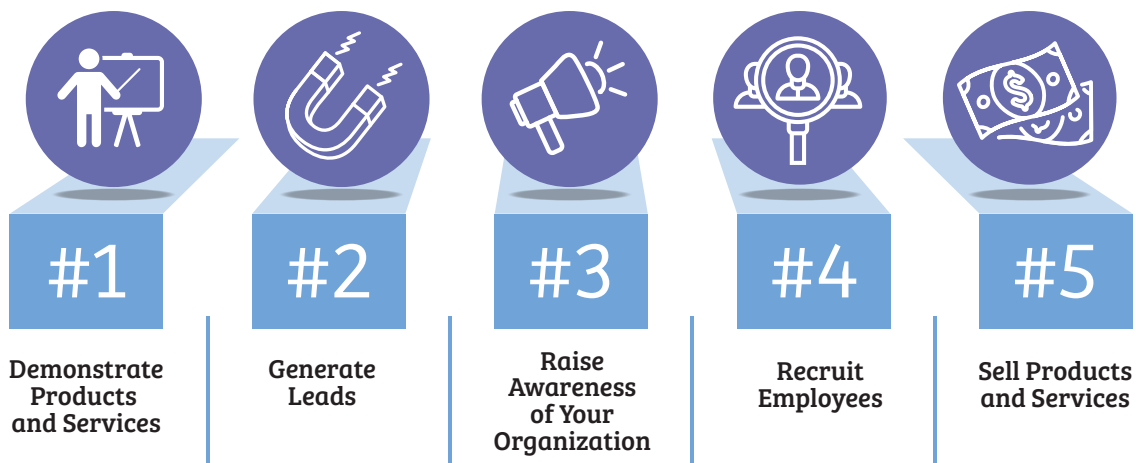 #1
Demonstrate
Products
and Services
#2
Generate
Leads
#3
Raise
Awareness
of Your
Organization
#4
Recruit
Employees
$
#5
Sell Products
and Services